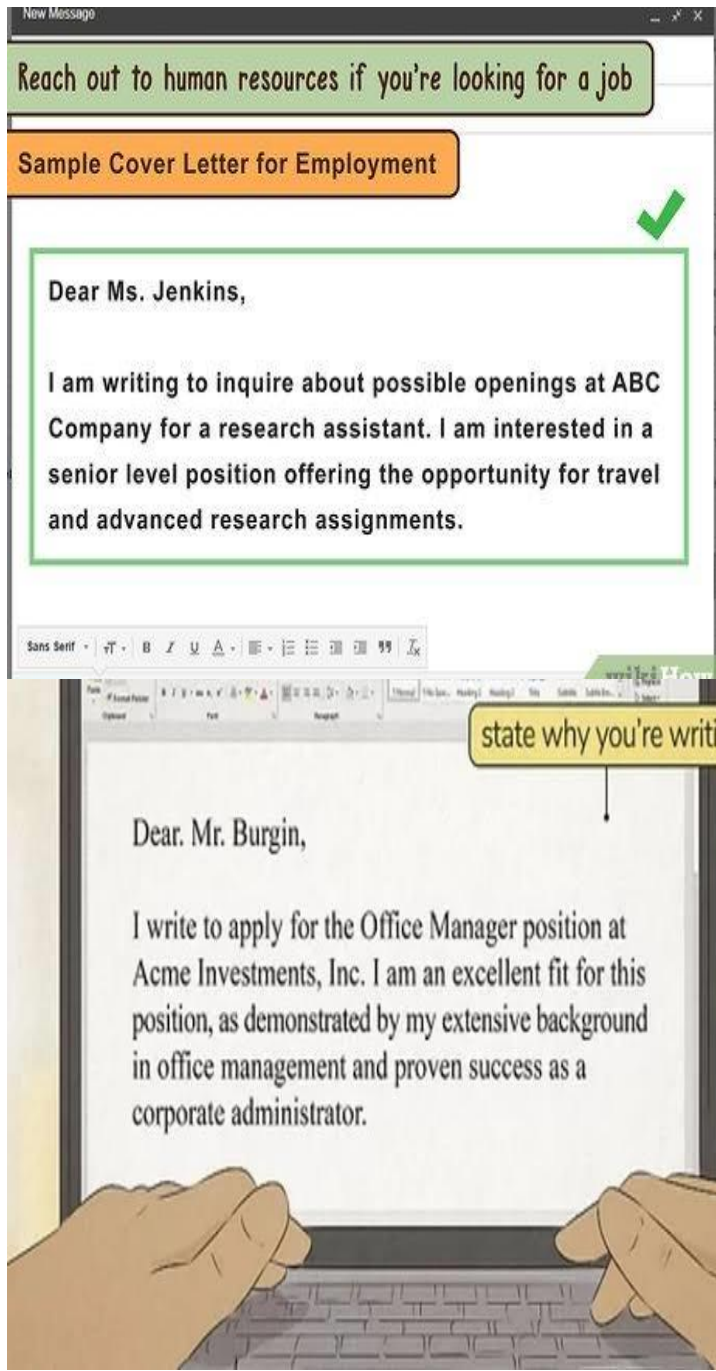 New Message
Reach out to human resources if you're looking for a job
Sample Cover Letter for Employment
Dear Ms. Jenkins,
I am writing to inquire about possible openings at ABC
Company for a research assistant. I am interested in a
senior level position offering the opportunity for travel
and advanced research assignments.
Sans Serif
wikiHow
state why you're writi
Dear. Mr. Burgin,
I write to apply for the Office Manager position at
Acme Investments, Inc. I am an excellent fit for this
position, as demonstrated by my extensive background
in office management and proven success as a
corporate administrator.